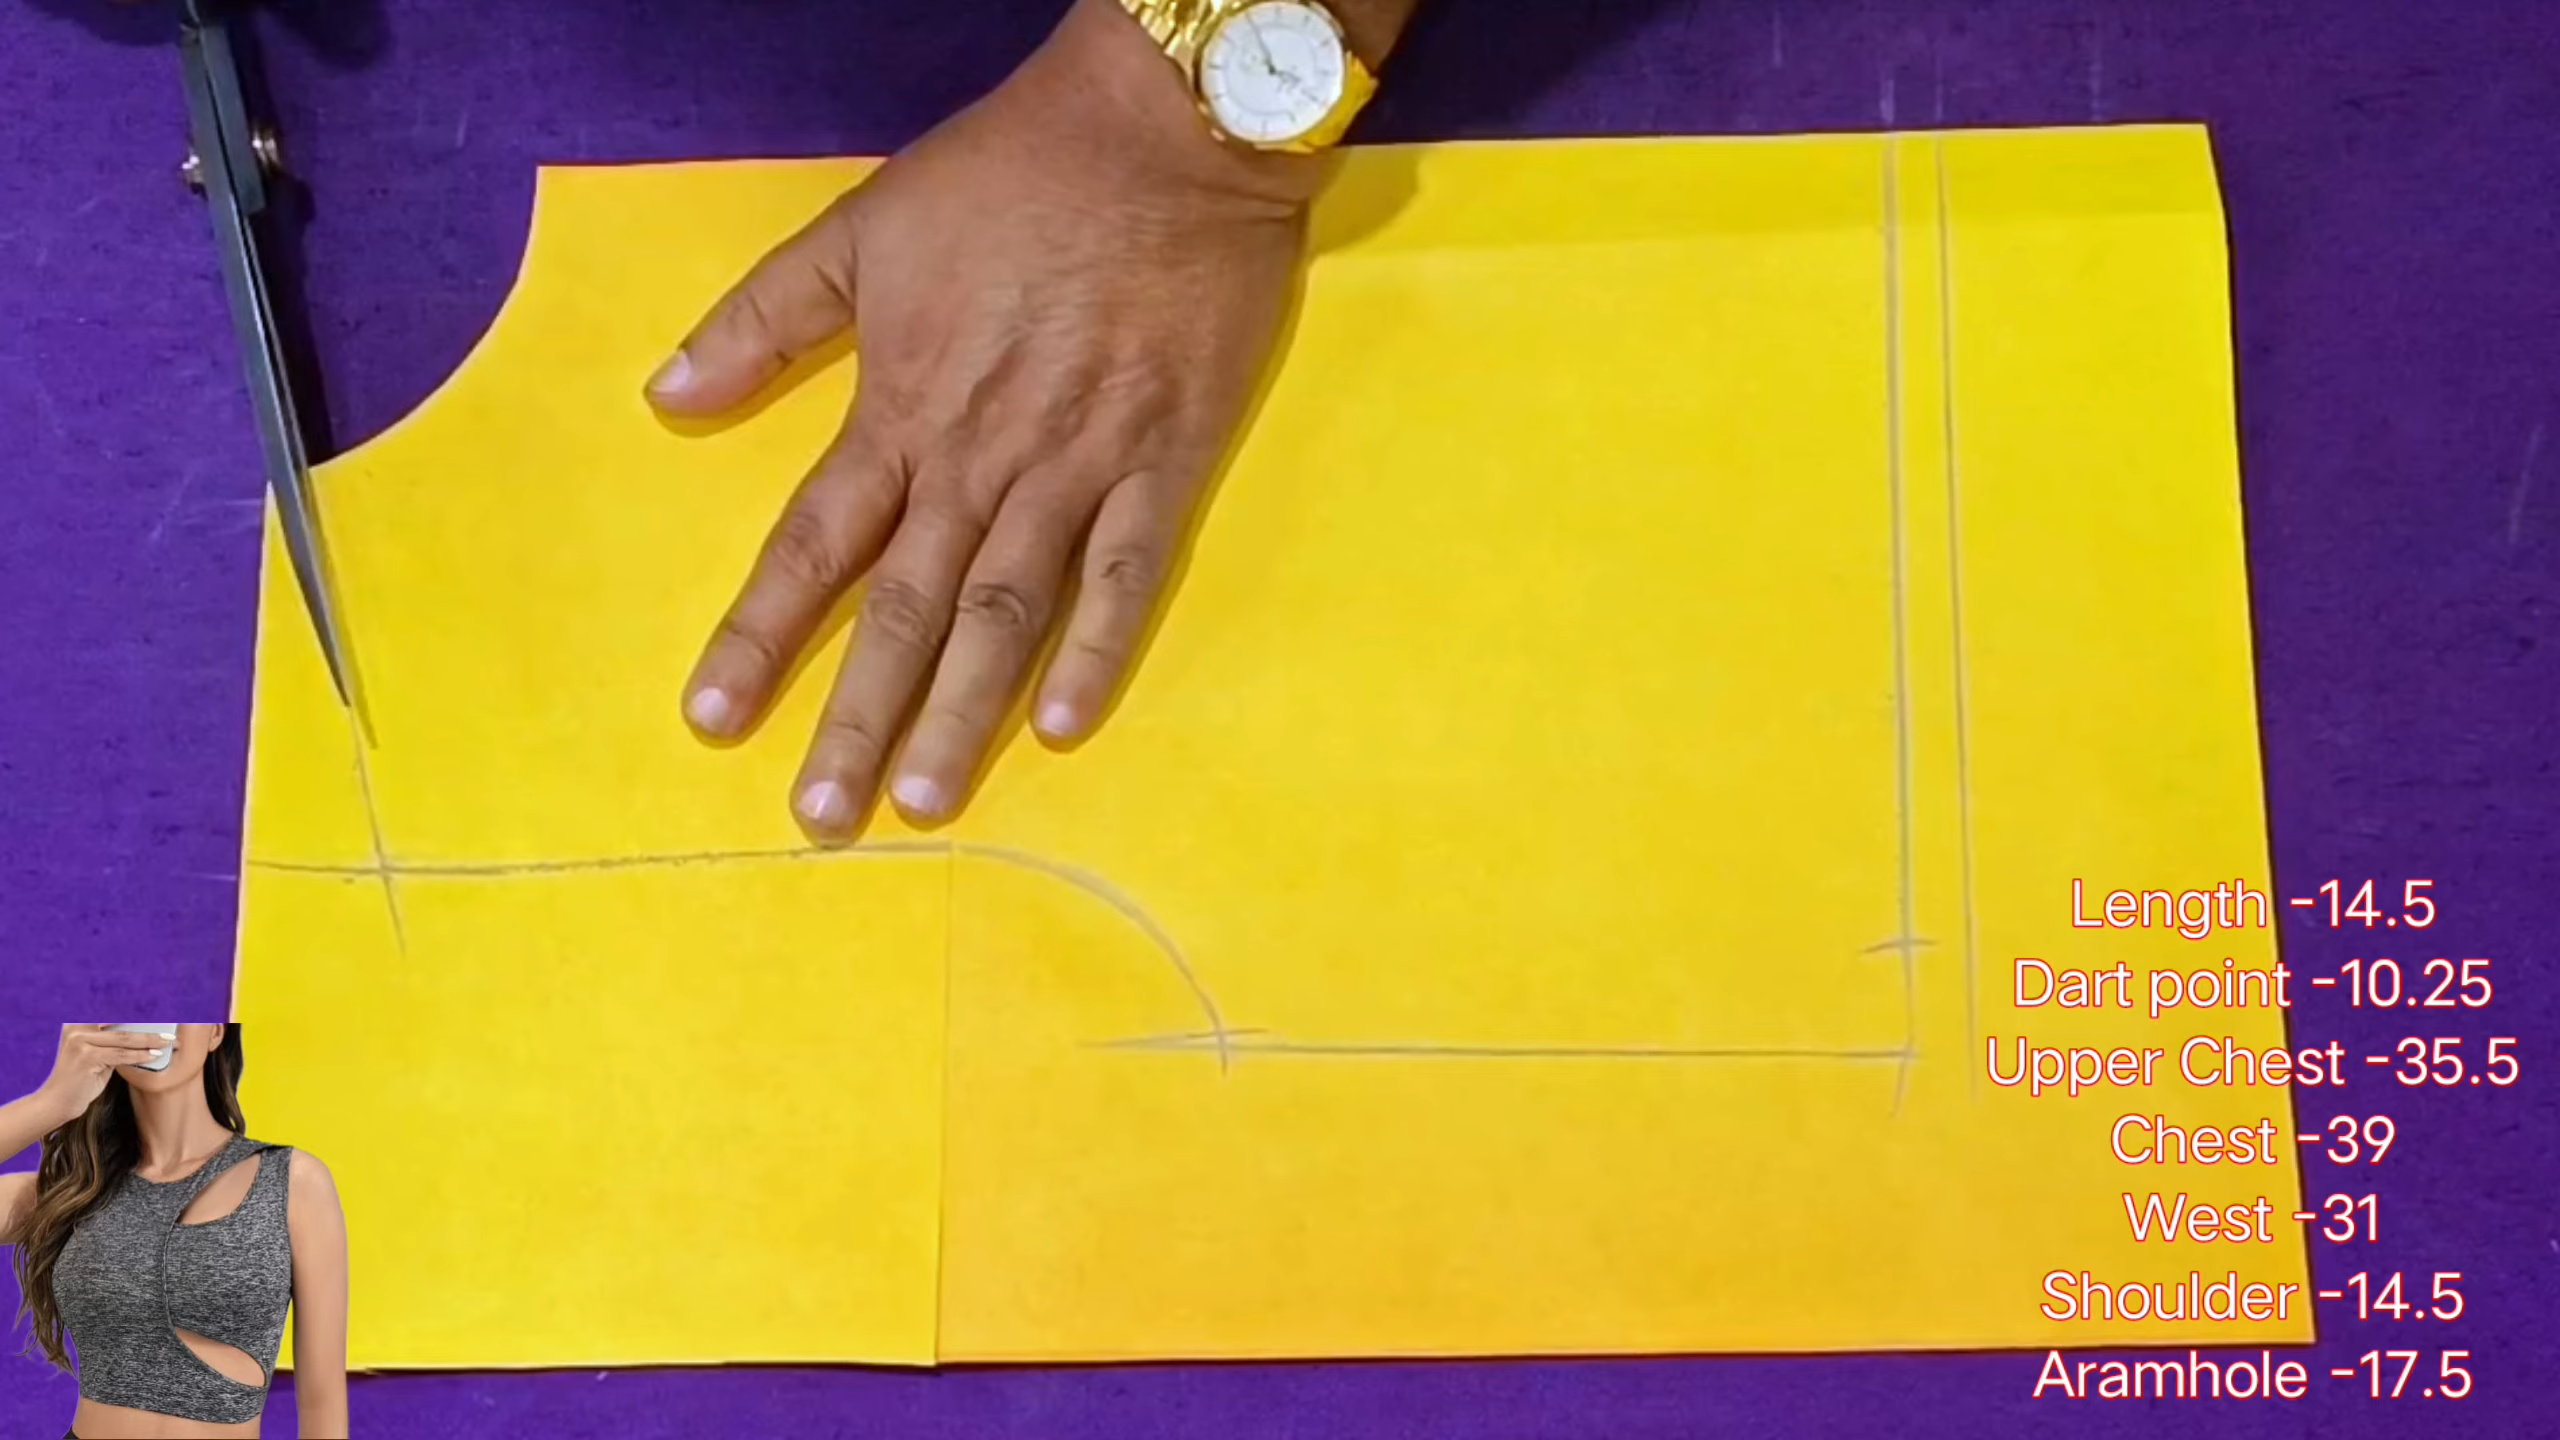 Length -14.5
Dart point -10.25
Upper Chest -35.5
Chest -39
West -31
Shoulder -14.5
Aramhole -17.5